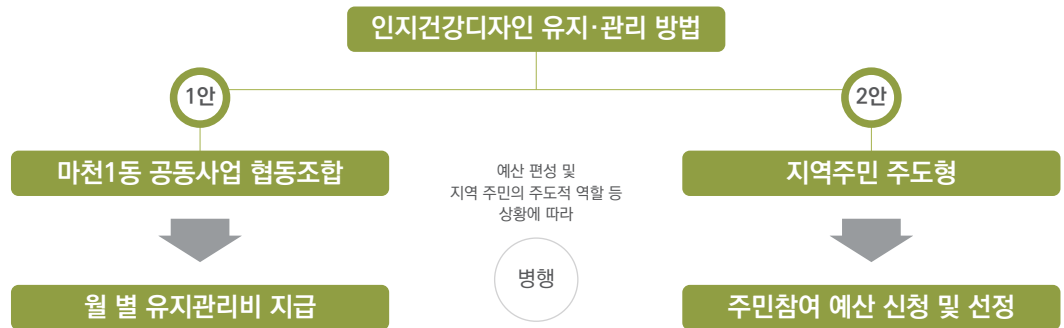 인지건강디자인 유지·관리 방법
1안
2안
마천1동 공동사업 협동조합
예산 편성 및
지역 주민의 주도적 역할 등
상황에 따라
지역주민 주도형
병행
월 별 유지관리비 지급
주민참여 예산 신청 및 선정